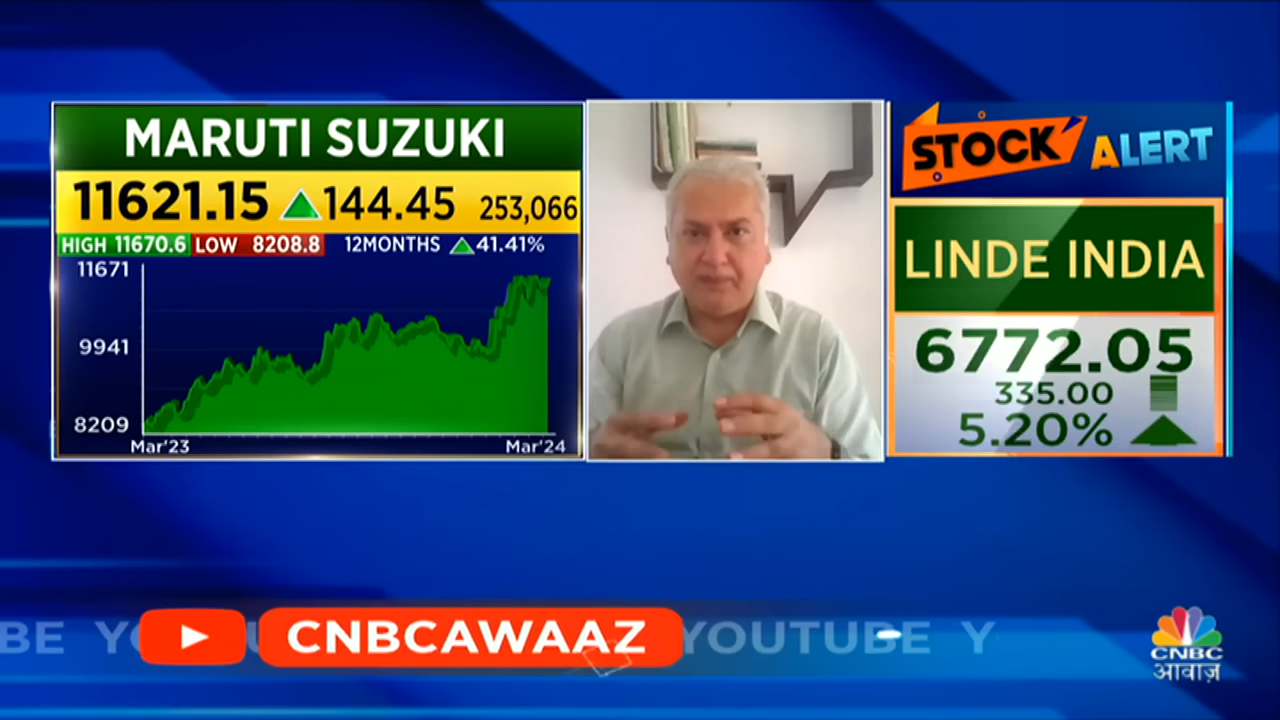 MARUTI SUZUKI
11621.15 ▲144.45 253,066
HIGH 11670.6 LOW 8208.8 12MONTHS ▲41.41%
11671
9941
8209
Mar'23 Mar'24
STOCK ALERT
LINDE INDIA
6772.05
335.00
5.20%
BE YOU CNBCAWAAZ YOUTUBE Y
CNBC
आवाज़